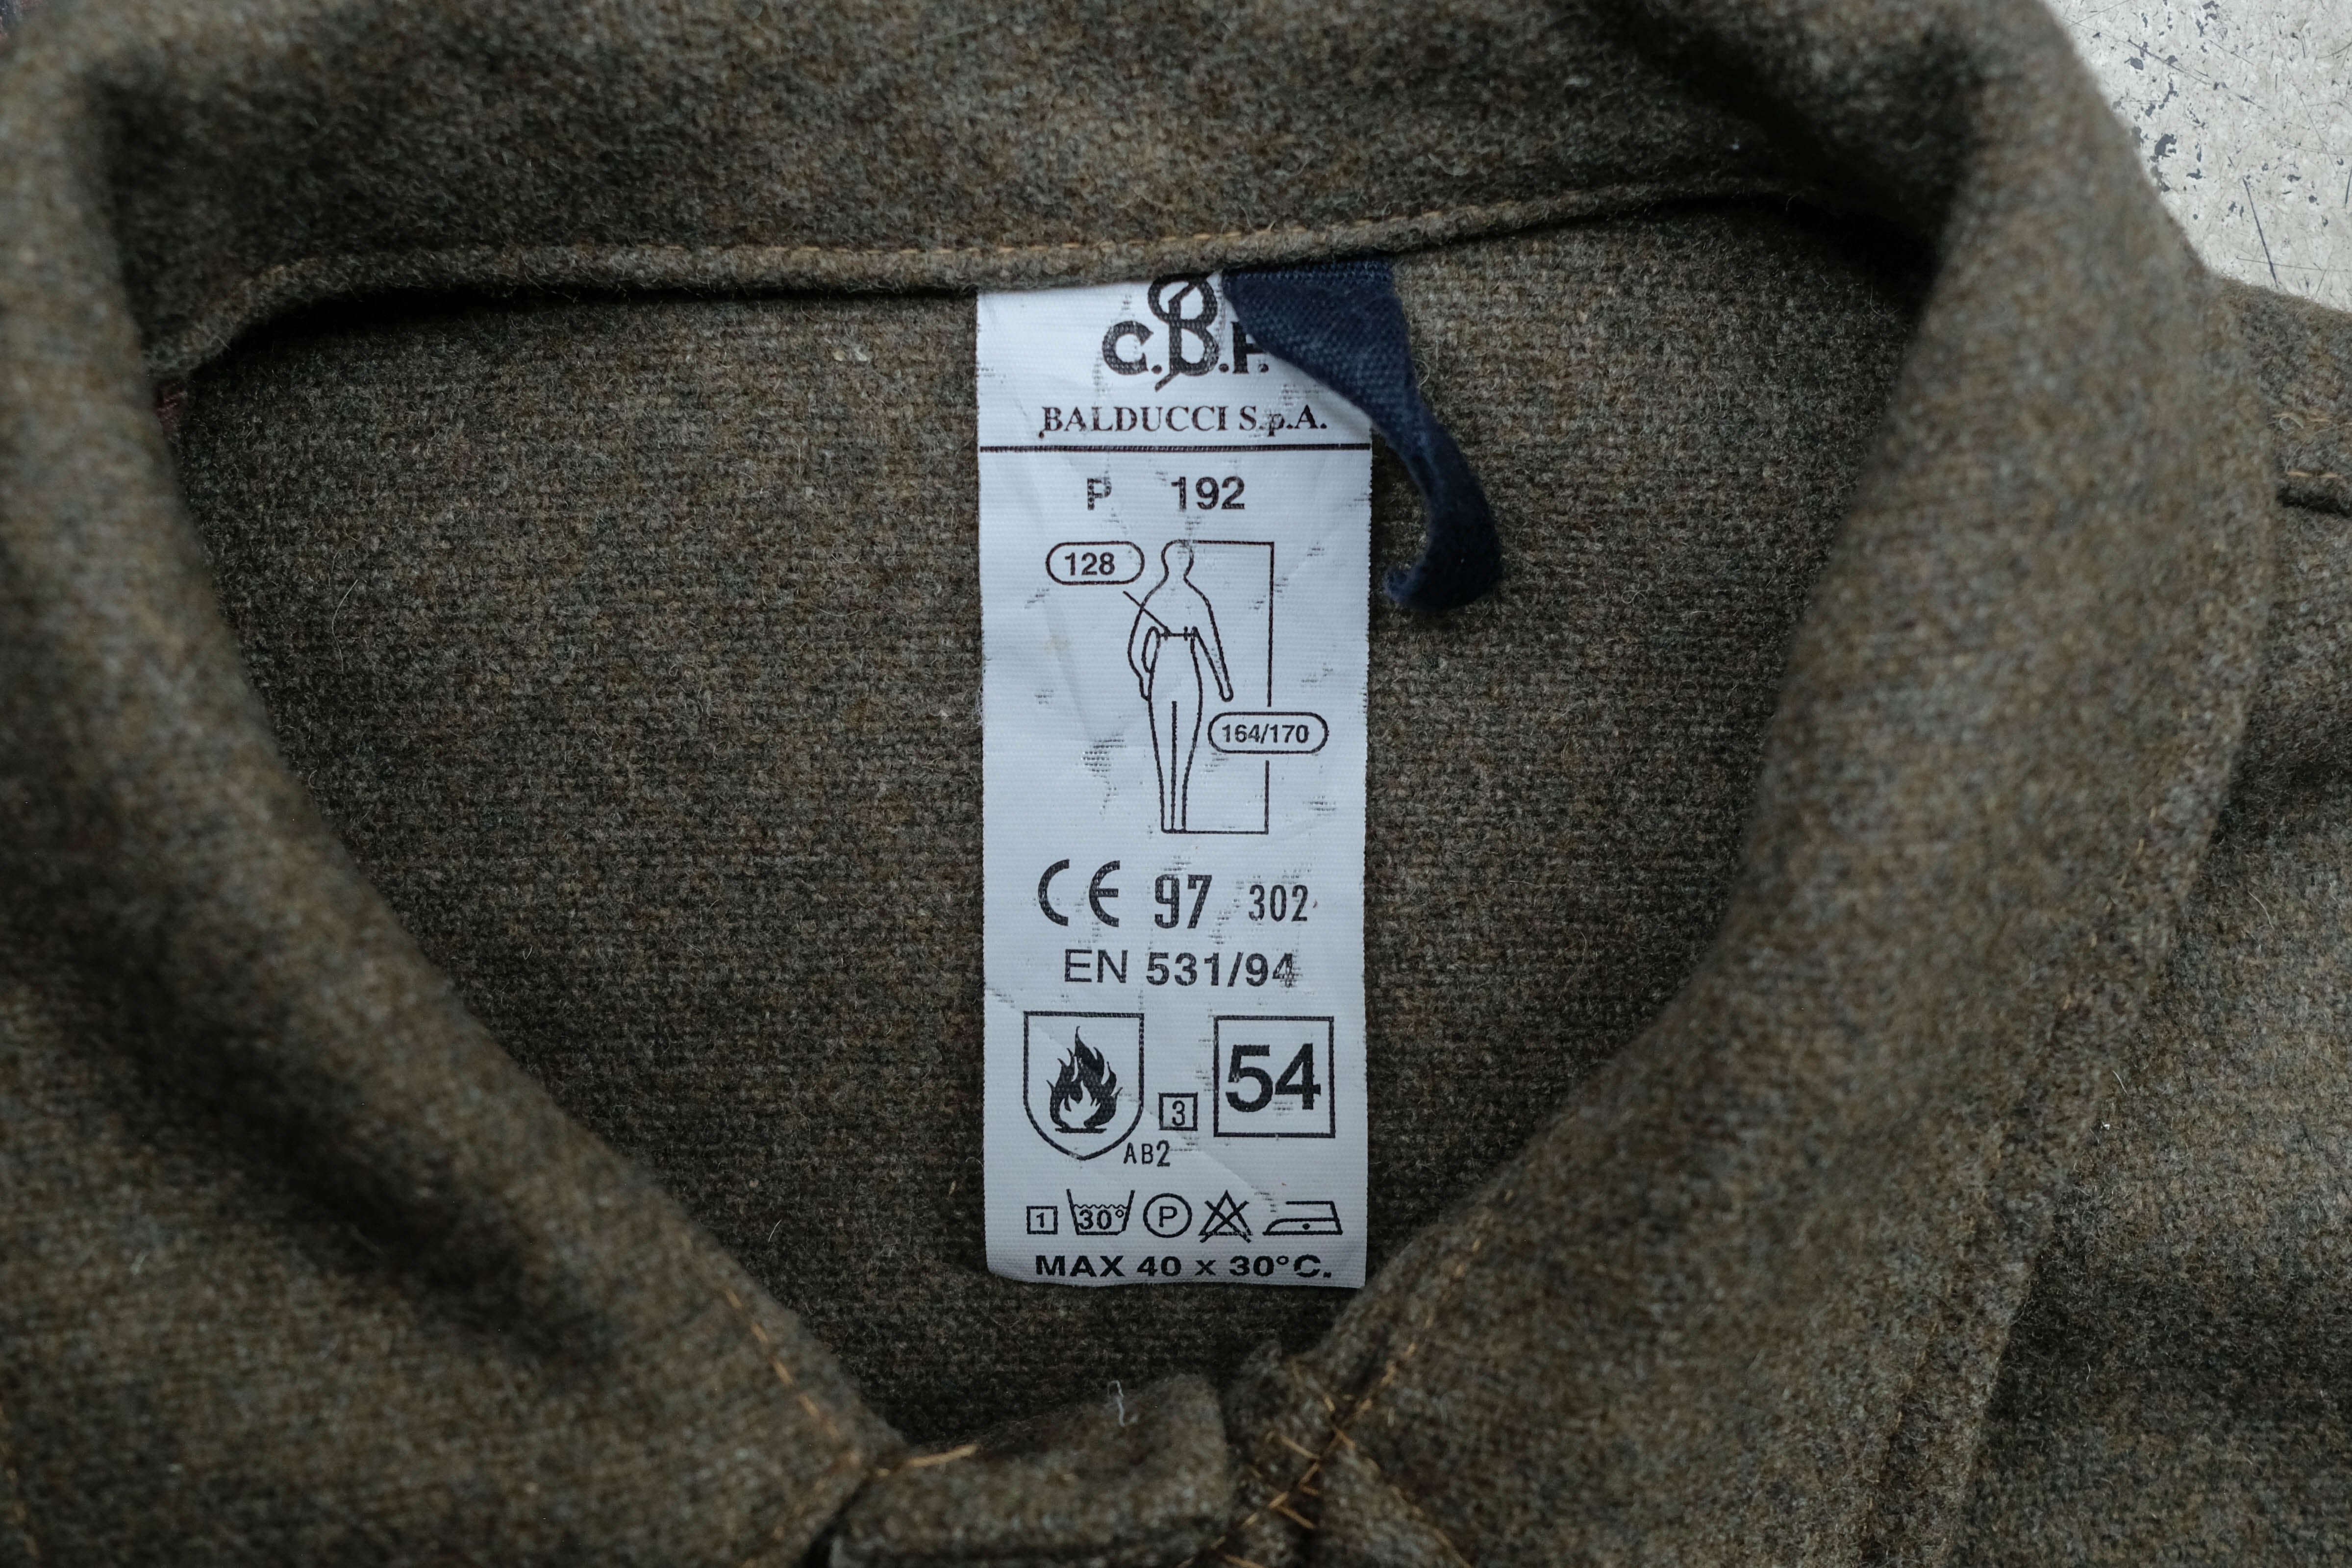 C.B.F.
BALDUCCI S.p.A.
P 192
128
164/170
CE 97 302
EN 531/94
54
3
AB2
1 30° P
MAX 40 x 30°C.